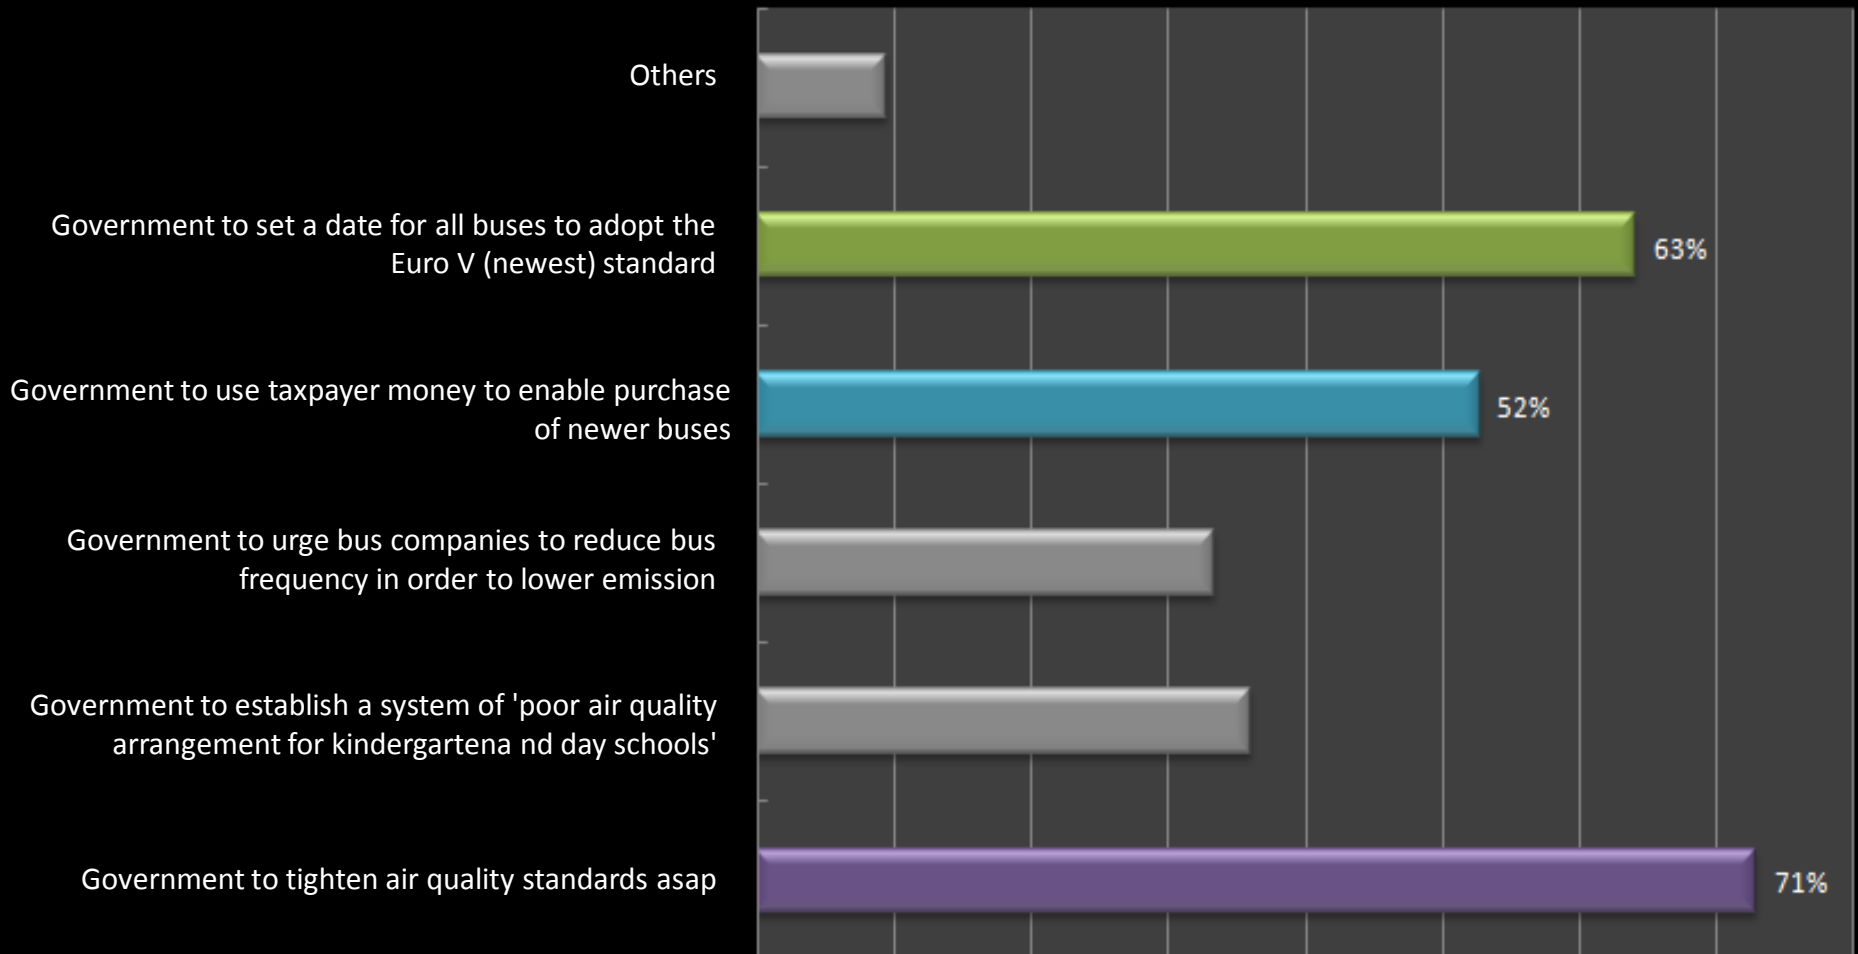 Others
Government to set a date for all buses to adopt the
Euro V (newest) standard
63%
Government to use taxpayer money to enable purchase
of newer buses
52%
Government to urge bus companies to reduce bus
frequency in order to lower emission
Government to establish a system of 'poor air quality
arrangement for kindergartena nd day schools'
Government to tighten air quality standards asap
71%